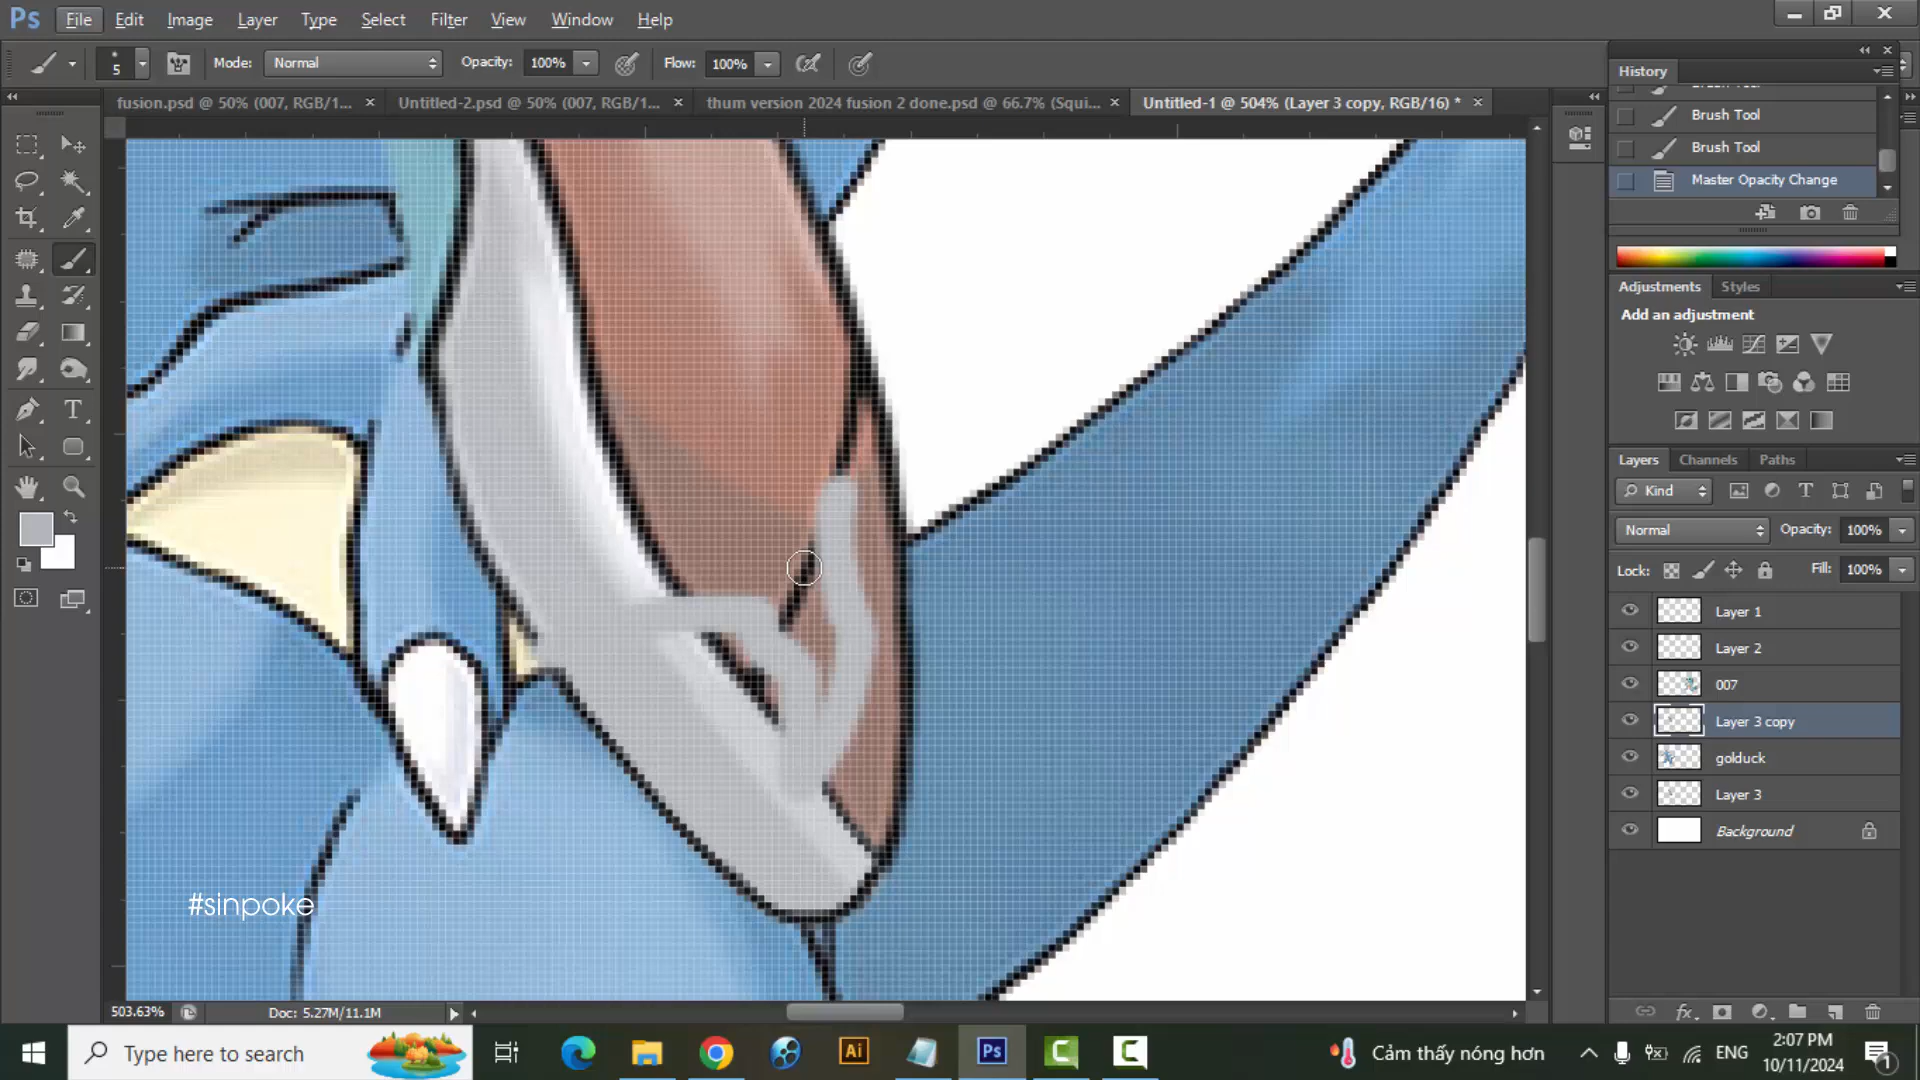 Ps File Edit Image Layer Type Select Filter View Window Help
5 Mode: Normal Opacity: 100% Flow: 100%
fusion.psd @ 50% (007, RGB/1... Untitled-2.psd @ 50% (007, RGB/1... thum version 2024 fusion 2 done.psd @ 66.7% (Squi... Untitled-1 @ 504% (Layer 3 copy, RGB/16) *
History
Brush Tool
Brush Tool
Brush Tool
Master Opacity Change
Adjustments Styles
Add an adjustment
Layers Channels Paths
Kind
Normal Opacity: 100%
Lock: Fill: 100%
Layer 1
Layer 2
007
Layer 3 copy
golduck
Layer 3
Background
#sinpoke
503.63% Doc: 5.27M/11.1M
Type here to search
Ai Ps C C
Cảm thấy nóng hơn ENG
2:07 PM
10/11/2024
1